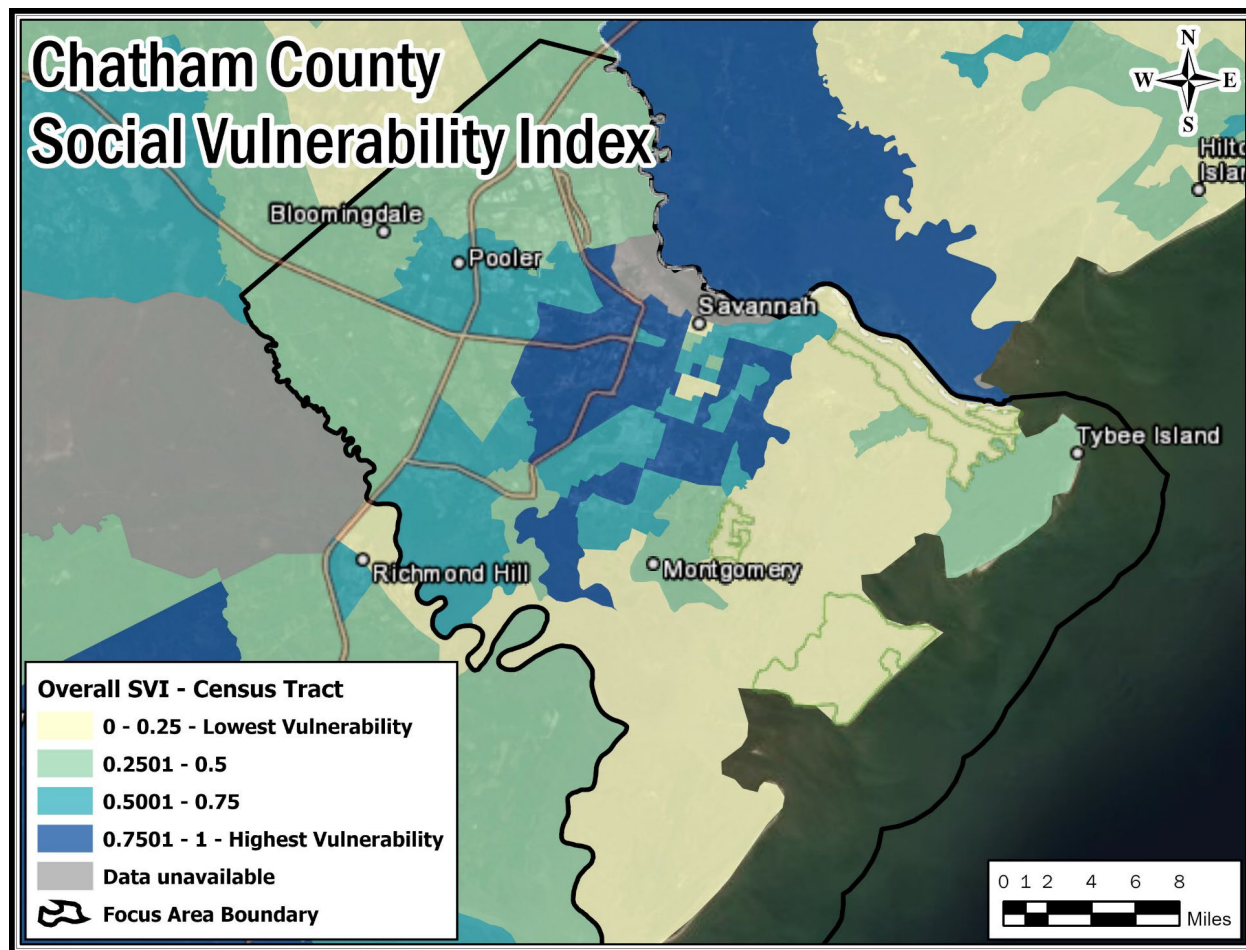 Chatham County
Social Vulnerability Index
N
W E
S
Hilto
Islan
Bloomingdale
Pooler
Savannah
Tybee Island
Richmond Hill
Montgomery
Overall SVI - Census Tract
0 - 0.25 - Lowest Vulnerability
0.2501 - 0.5
0.5001 - 0.75
0.7501 - 1 - Highest Vulnerability
Data unavailable
Focus Area Boundary
0 1 2 4 6 8
Miles